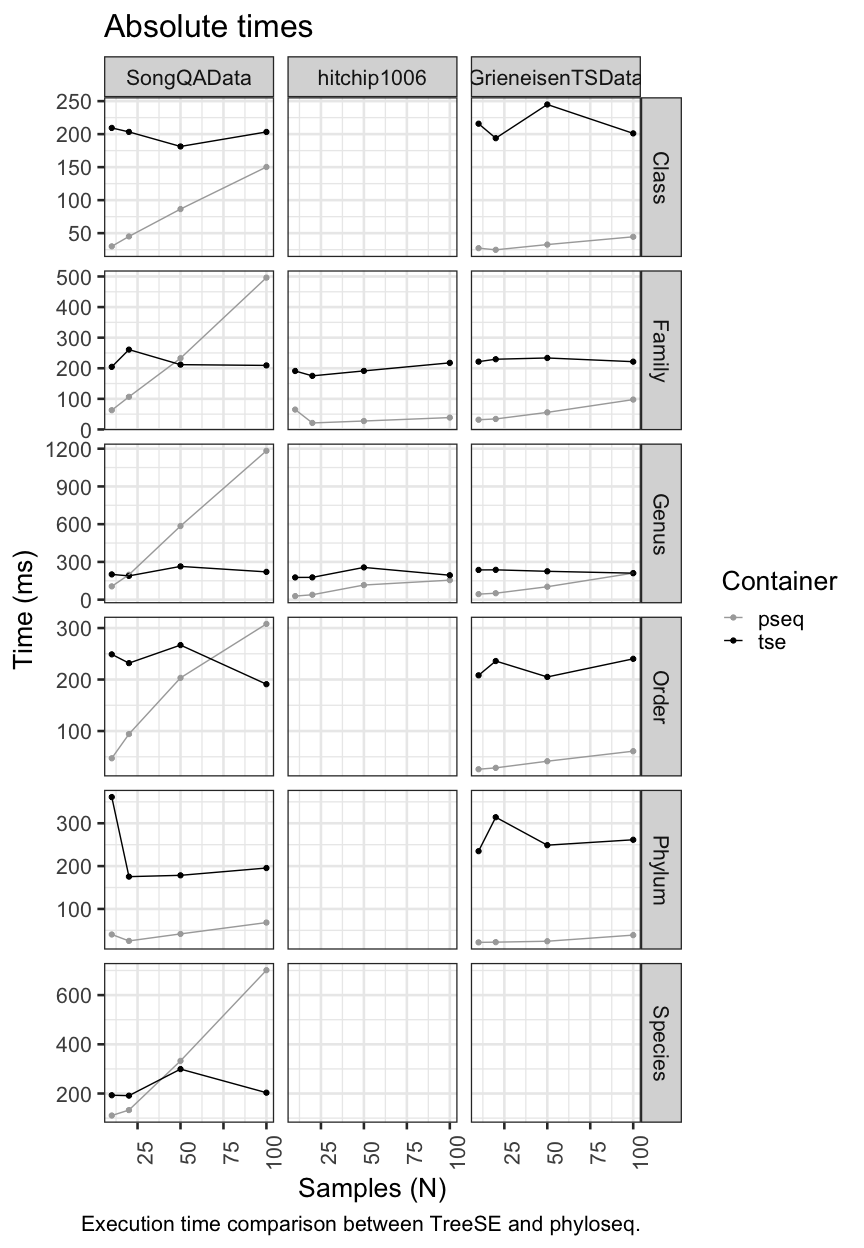 Absolute times
SongQAData
hitchip1006
GrieneisenTSData
250
200
150
100
50
Class
500
400
300
200
100
0
Family
1200
900
600
300
0
Genus
300
200
100
Order
300
200
100
Phylum
600
400
200
Species
Time (ms)
Container
pseq
tse
25 50 75 100
25 50 75 100
25 50 75 100
Samples (N)
Execution time comparison between TreeSE and phyloseq.